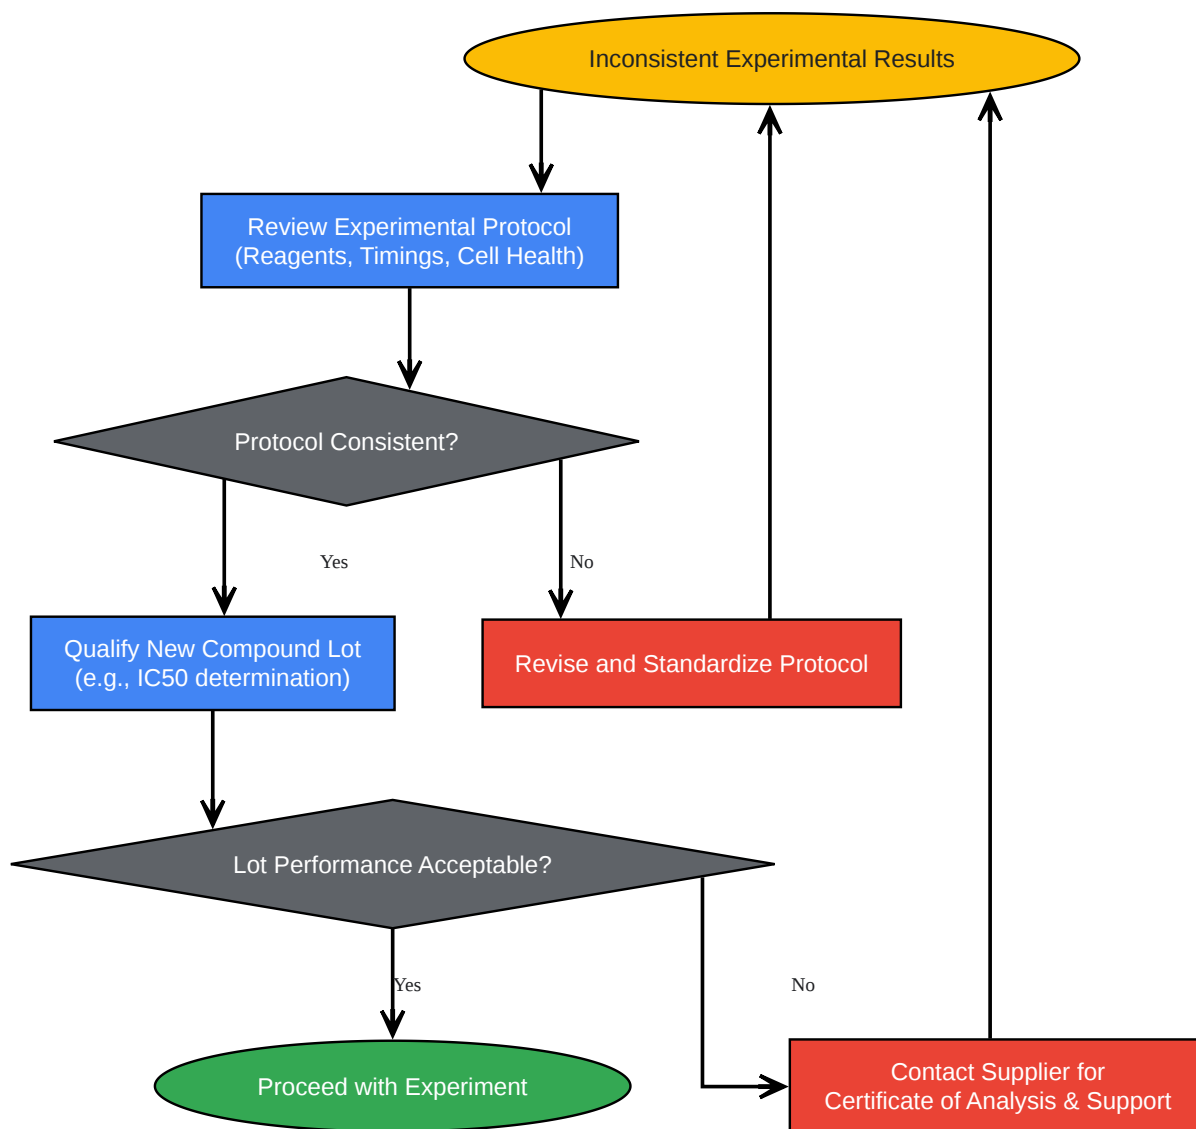 Inconsistent Experimental Results
Review Experimental Protocol
(Reagents, Timings, Cell Health)
Protocol Consistent?
Yes
No
Qualify New Compound Lot
(e.g., IC50 determination)
Revise and Standardize Protocol
Lot Performance Acceptable?
Yes
No
Proceed with Experiment
Contact Supplier for
Certificate of Analysis & Support